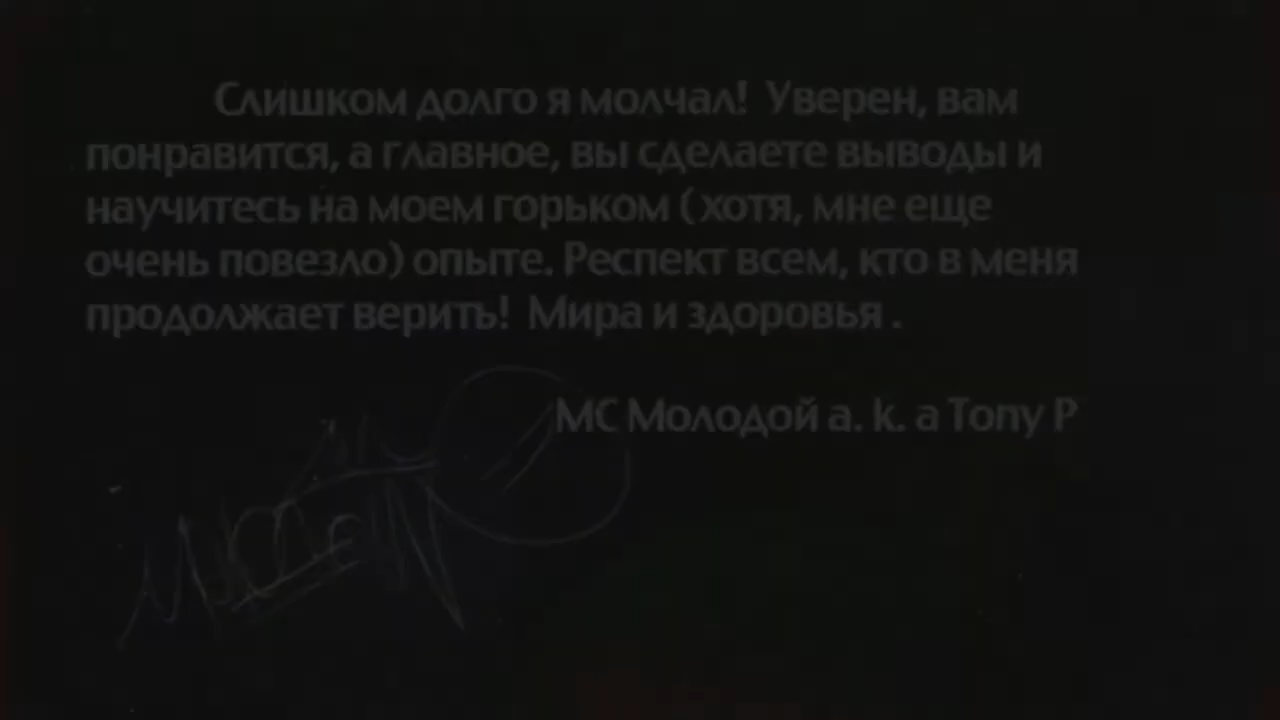 Слишком долго я молчал! Уверен, вам
понравится, а главное, вы сделаете выводы и
научитесь на моем горьком (хотя, мне еще
очень повезло) опыте. Респект всем, кто в меня
продолжает верить! Мира и здоровья .
МС Молодой a. k. a Tony P